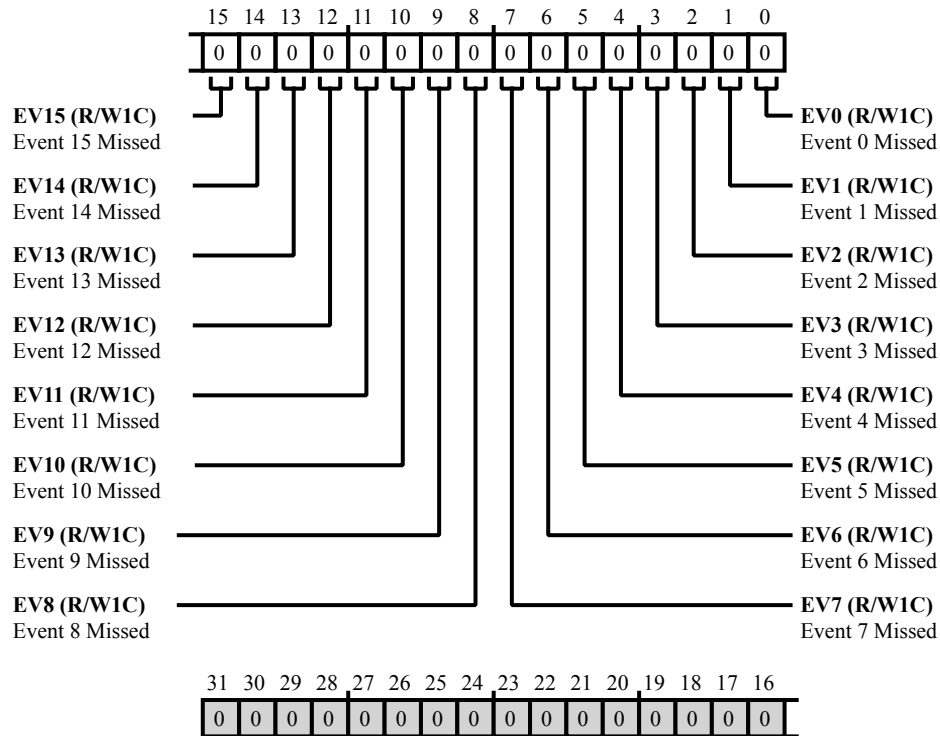 15 14 13 12 11 10 9 8 7 6 5 4 3 2 1 0
0 0 0 0 0 0 0 0 0 0 0 0 0 0 0 0
EV15 (R/W1C)
Event 15 Missed
EV14 (R/W1C)
Event 14 Missed
EV13 (R/W1C)
Event 13 Missed
EV12 (R/W1C)
Event 12 Missed
EV11 (R/W1C)
Event 11 Missed
EV10 (R/W1C)
Event 10 Missed
EV9 (R/W1C)
Event 9 Missed
EV8 (R/W1C)
Event 8 Missed
EV0 (R/W1C)
Event 0 Missed
EV1 (R/W1C)
Event 1 Missed
EV2 (R/W1C)
Event 2 Missed
EV3 (R/W1C)
Event 3 Missed
EV4 (R/W1C)
Event 4 Missed
EV5 (R/W1C)
Event 5 Missed
EV6 (R/W1C)
Event 6 Missed
EV7 (R/W1C)
Event 7 Missed
31 30 29 28 27 26 25 24 23 22 21 20 19 18 17 16
0 0 0 0 0 0 0 0 0 0 0 0 0 0 0 0